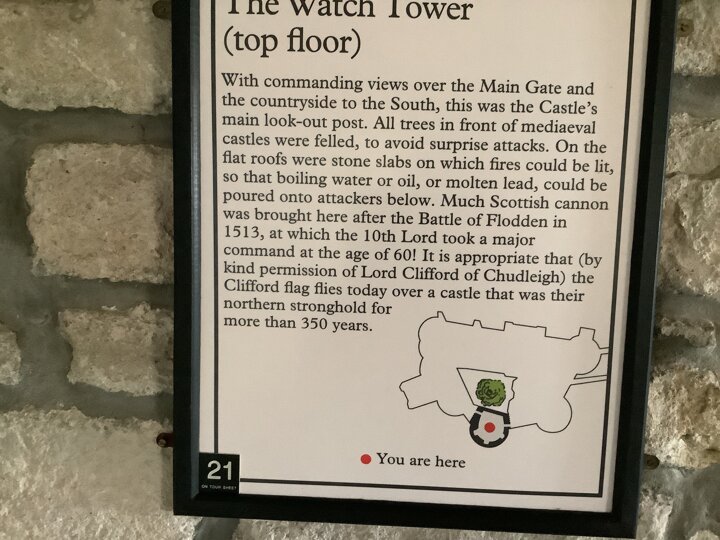 The Watch Tower
(top floor)
With commanding views over the Main Gate and
the countryside to the South, this was the Castle's
main look-out post. All trees in front of mediaeval
castles were felled, to avoid surprise attacks. On the
flat roofs were stone slabs on which fires could be lit,
so that boiling water or oil, or molten lead, could be
poured onto attackers below. Much Scottish cannon
was brought here after the Battle of Flodden in
1513, at which the 10th Lord took a major
command at the age of 60! It is appropriate that (by
kind permission of Lord Clifford of Chudleigh) the
Clifford flag flies today over a castle that was their
northern stronghold for
more than 350 years.
You are here
21
ON TOUR SHEET